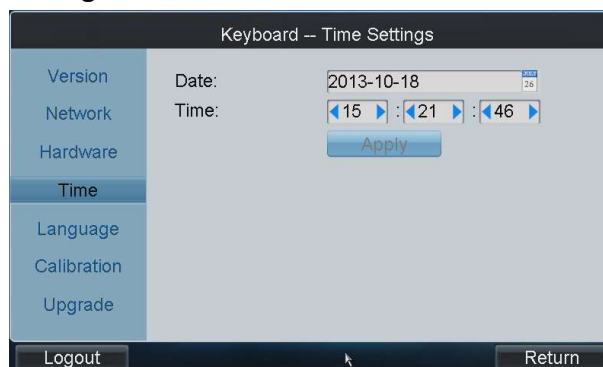 Keyboard -- Time Settings
Version
Network
Hardware
Time
Language
Calibration
Upgrade
Date: 2013-10-18
Time: 15 : 21 : 46
Apply
Logout
Return